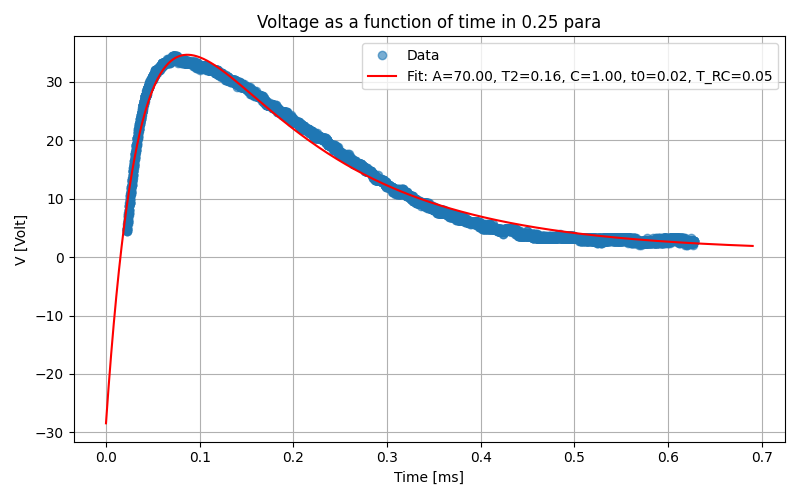 Voltage as a function of time in 0.25 para
Data
Fit: A=70.00, T2=0.16, C=1.00, t0=0.02, T_RC=0.05
V [Volt]
30
20
10
0
−10
−20
−30
0.0 0.1 0.2 0.3 0.4 0.5 0.6 0.7
Time [ms]